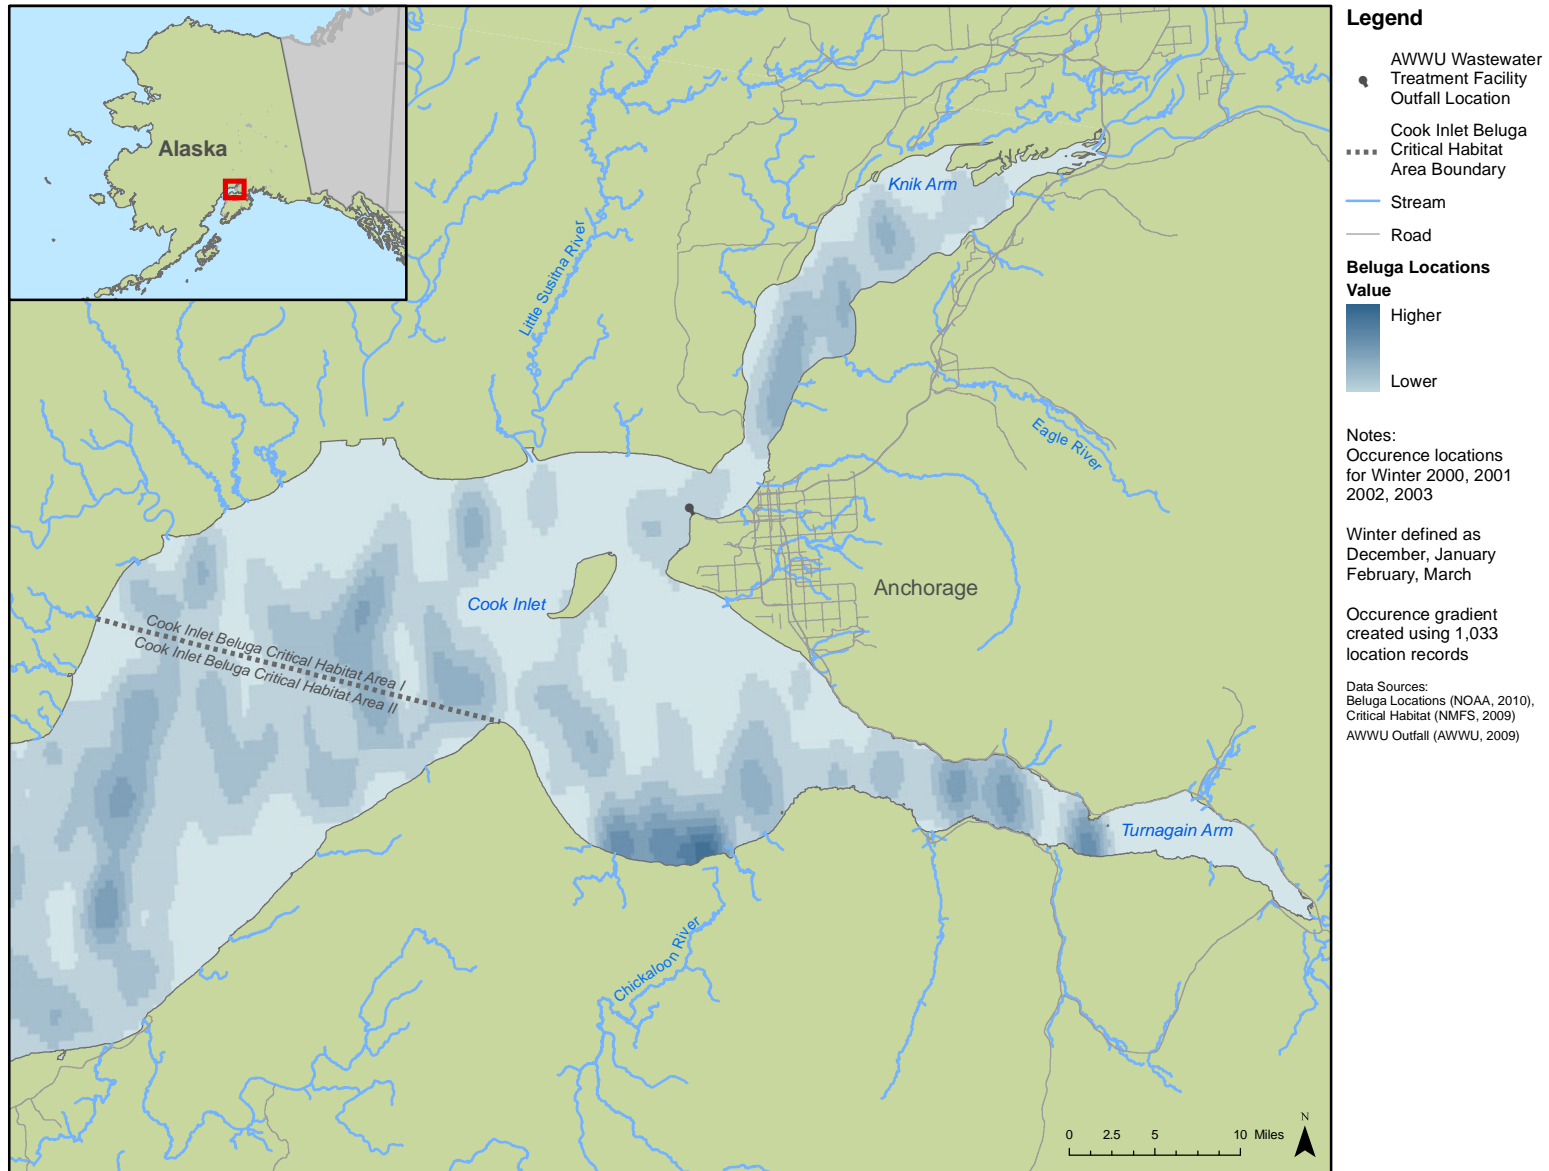 Alaska
Little Susitna River
Knik Arm
Eagle River
Anchorage
Cook Inlet
Cook Inlet Beluga Critical Habitat Area I
Cook Inlet Beluga Critical Habitat Area II
Turnagain Arm
Chickaloon River
0 2.5 5 10 Miles
N
Legend
AWWU Wastewater
Treatment Facility
Outfall Location
Cook Inlet Beluga
Critical Habitat
Area Boundary
Stream
Road
Beluga Locations
Value
Higher
Lower
Notes:
Occurence locations
for Winter 2000, 2001
2002, 2003
Winter defined as
December, January
February, March
Occurence gradient
created using 1,033
location records
Data Sources:
Beluga Locations (NOAA, 2010),
Critical Habitat (NMFS, 2009)
AWWU Outfall (AWWU, 2009)